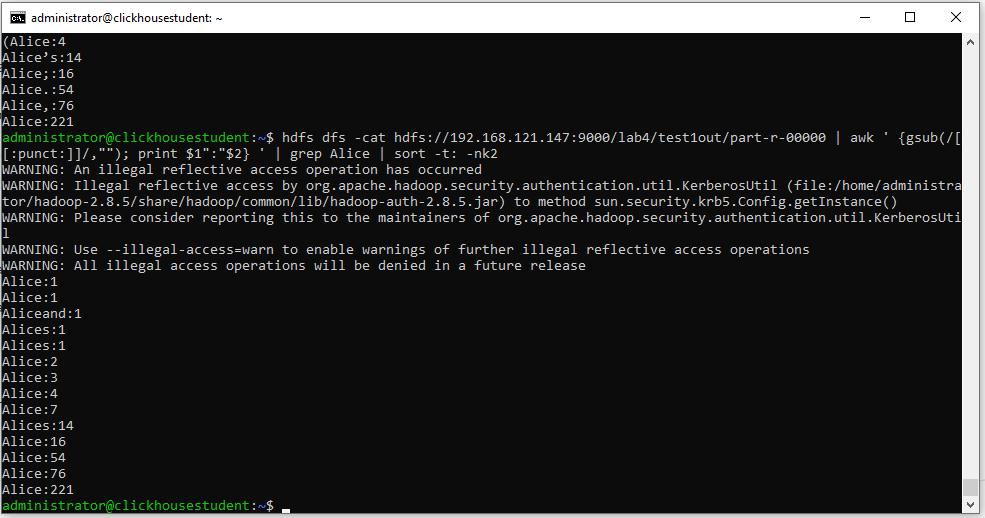 administrator@clickhousestudent: ~
(Alice:4
Alice’s:14
Alice;:16
Alice.:54
Alice,:76
Alice:221
administrator@clickhousestudent:~$ hdfs dfs -cat hdfs://192.168.121.147:9000/lab4/test1out/part-r-00000 | awk ' {gsub(/[
[:punct:]]/,""); print $1":"$2} ' | grep Alice | sort -t: -nk2
WARNING: An illegal reflective access operation has occurred
WARNING: Illegal reflective access by org.apache.hadoop.security.authentication.util.KerberosUtil (file:/home/administra
tor/hadoop-2.8.5/share/hadoop/common/lib/hadoop-auth-2.8.5.jar) to method sun.security.krb5.Config.getInstance()
WARNING: Please consider reporting this to the maintainers of org.apache.hadoop.security.authentication.util.KerberosUti
l
WARNING: Use --illegal-access=warn to enable warnings of further illegal reflective access operations
WARNING: All illegal access operations will be denied in a future release
Alice:1
Alice:1
Aliceand:1
Alices:1
Alices:1
Alice:2
Alice:3
Alice:4
Alice:7
Alices:14
Alice:16
Alice:54
Alice:76
Alice:221
administrator@clickhousestudent:~$